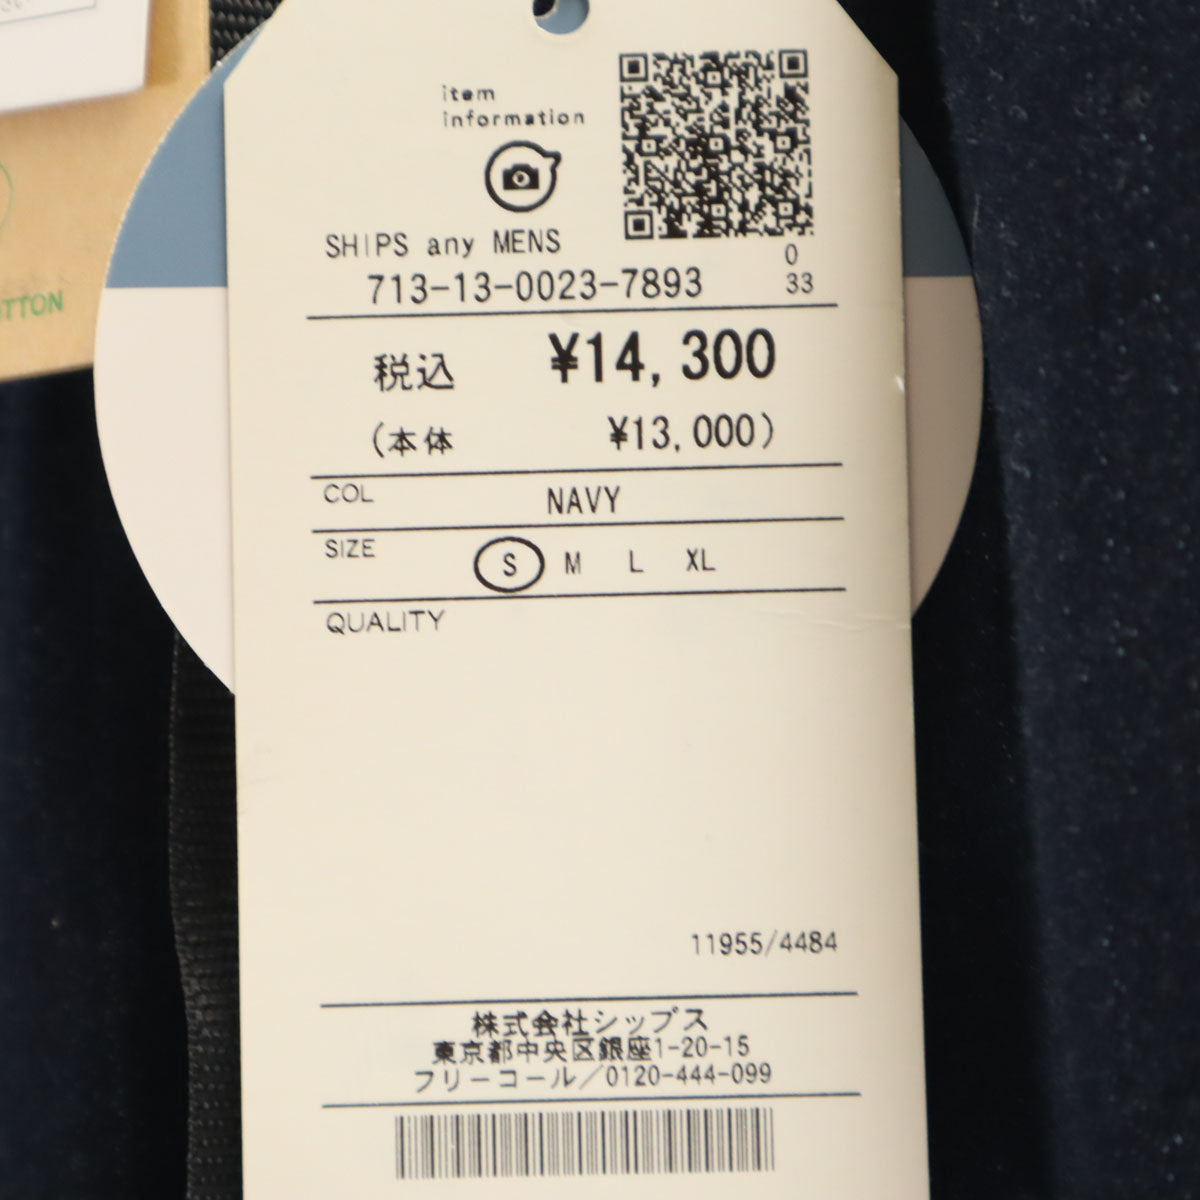 item
information
SHIPS any MENS
0
713-13-0023-7893
33
税込 ¥14,300
(本体 ¥13,000)
COL NAVY
SIZE S M L XL
QUALITY
11955/4484
株式会社シップス
東京都中央区銀座1-20-15
フリーコール/0120-444-099
OTTON